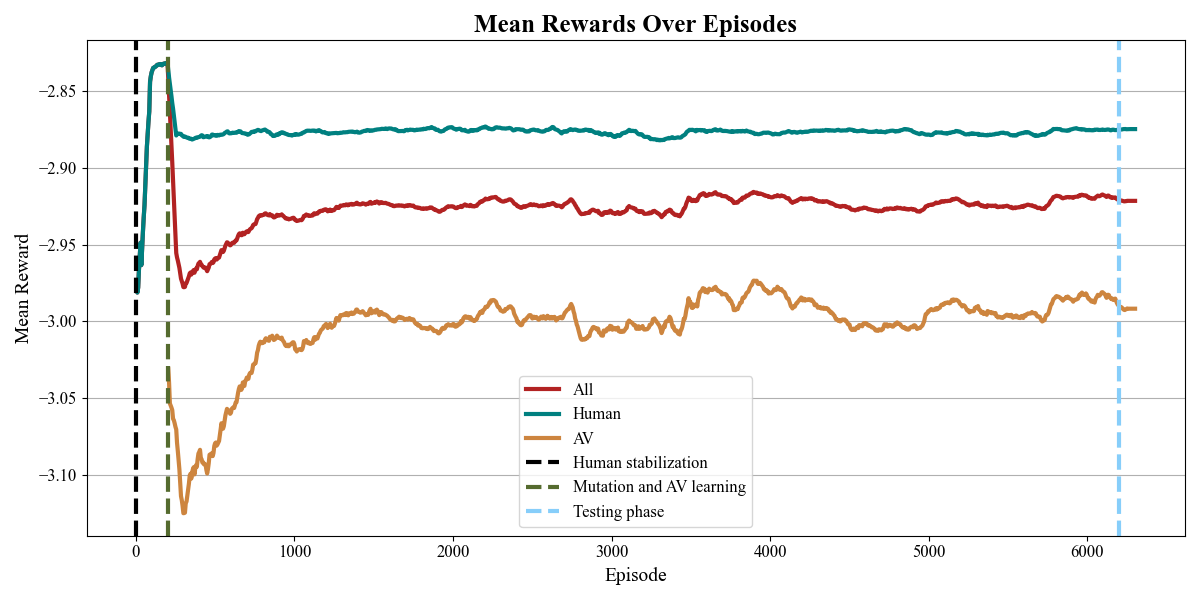 Mean Rewards Over Episodes
Mean Reward
−2.85
−2.90
−2.95
−3.00
−3.05
−3.10
All
Human
AV
Human stabilization
Mutation and AV learning
Testing phase
0 1000 2000 3000 4000 5000 6000
Episode